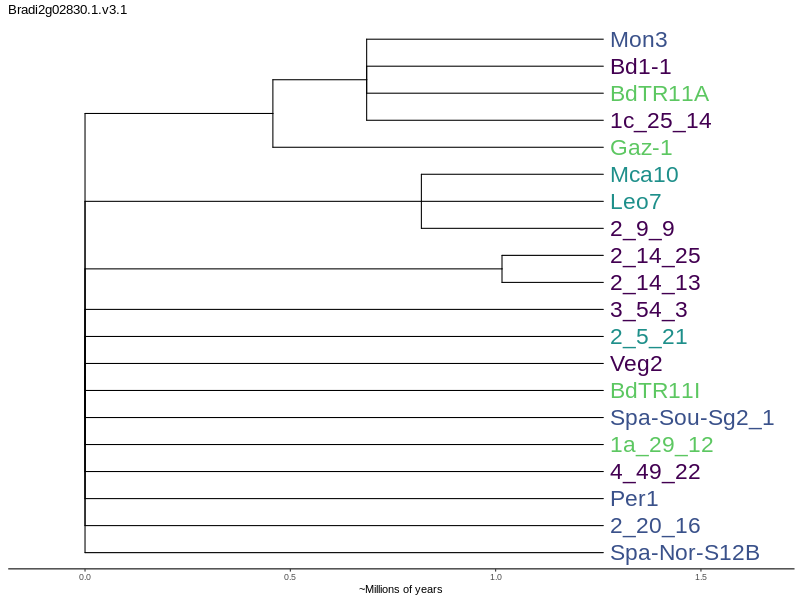 Bradi2g02830.1.v3.1
Mon3
Bd1-1
BdTR11A
1c_25_14
Gaz-1
Mca10
Leo7
2_9_9
2_14_25
2_14_13
3_54_3
2_5_21
Veg2
BdTR11I
Spa-Sou-Sg2_1
1a_29_12
4_49_22
Per1
2_20_16
Spa-Nor-S12B
0.0 0.5 1.0 1.5
~Millions of years